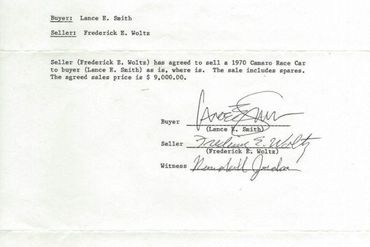 Buyer: Lance E. Smith
Seller: Frederick E. Woltz
Seller (Frederick E. Woltz) has agreed to sell a 1970 Camaro Race Car
to buyer (Lance E. Smith) as is, where is. The sale includes spares.
The agreed sales price is $ 9,000.00.
Buyer
(Lance E. Smith)
Seller Frederick E. Woltz
(Frederick E. Woltz)
Witness